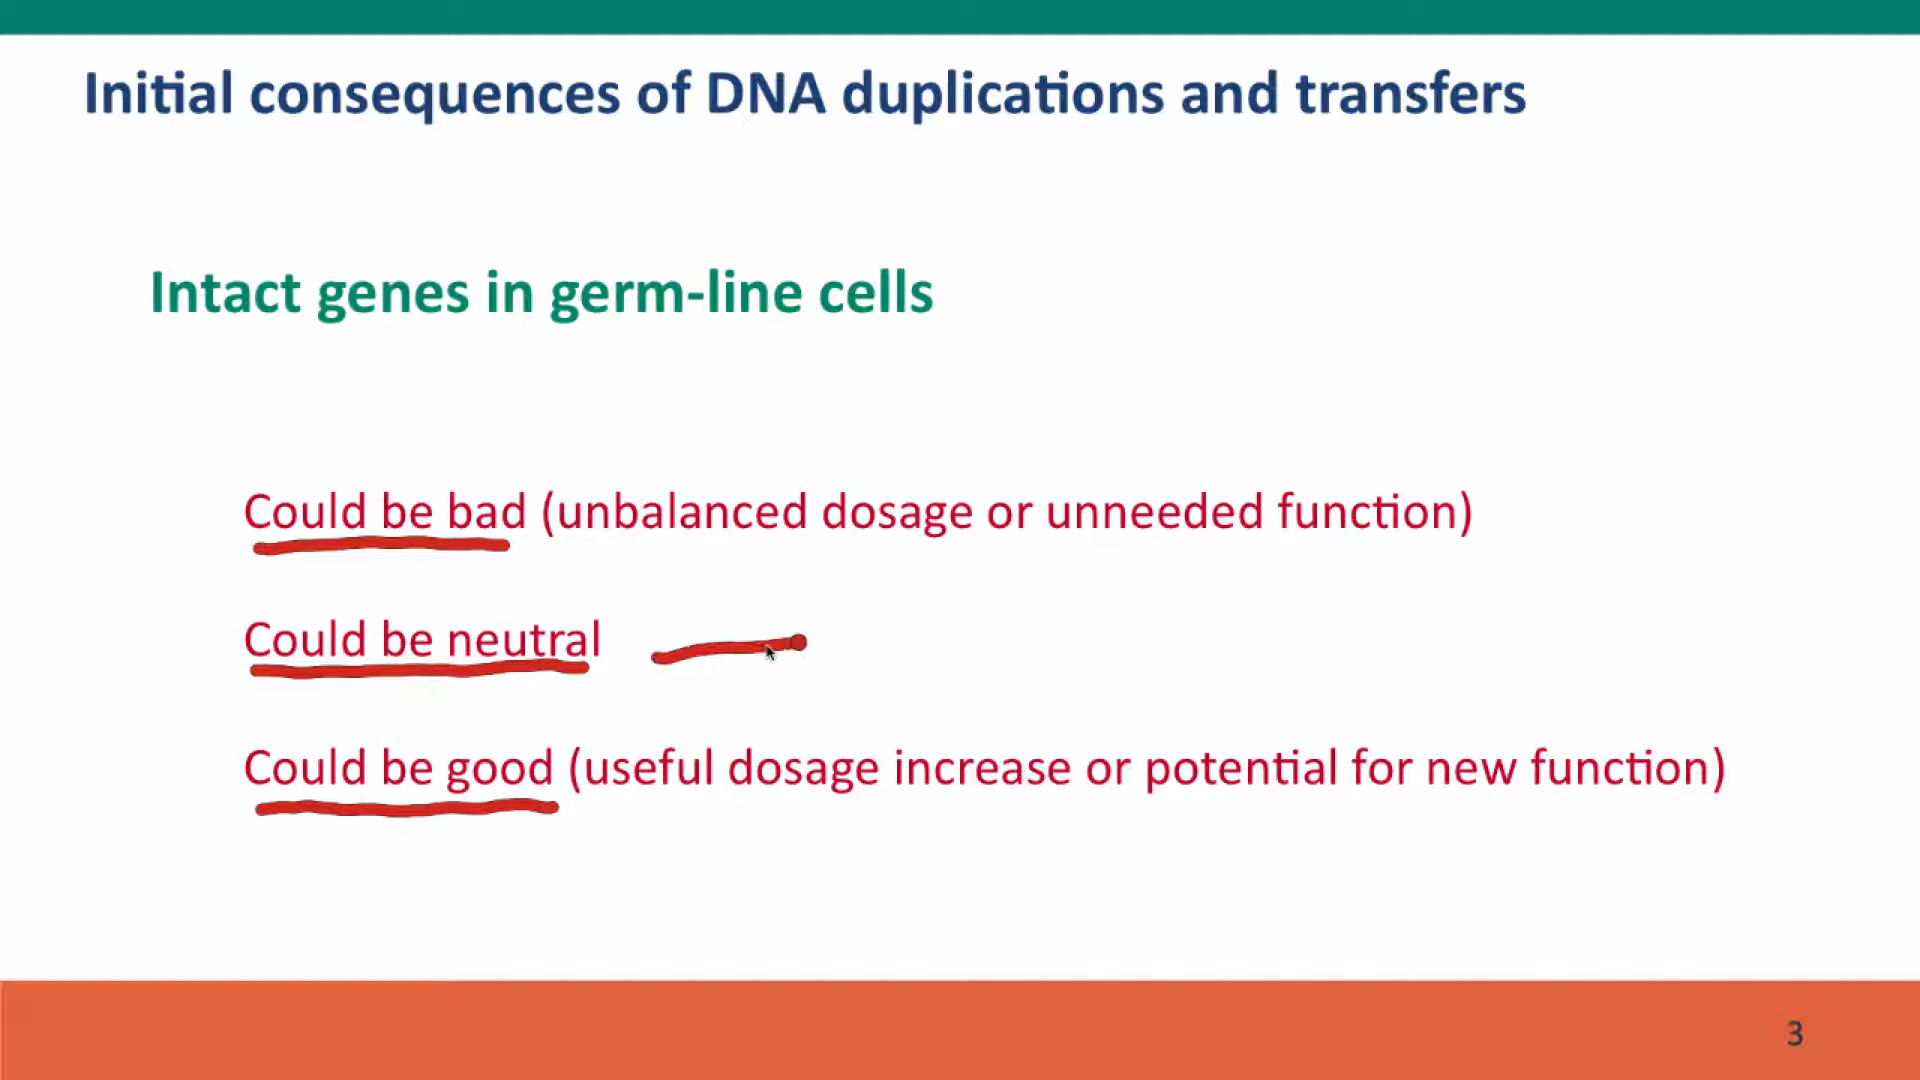 Initial consequences of DNA duplications and transfers
Intact genes in germ-line cells
Could be bad (unbalanced dosage or unneeded function)
Could be neutral
Could be good (useful dosage increase or potential for new function)
3